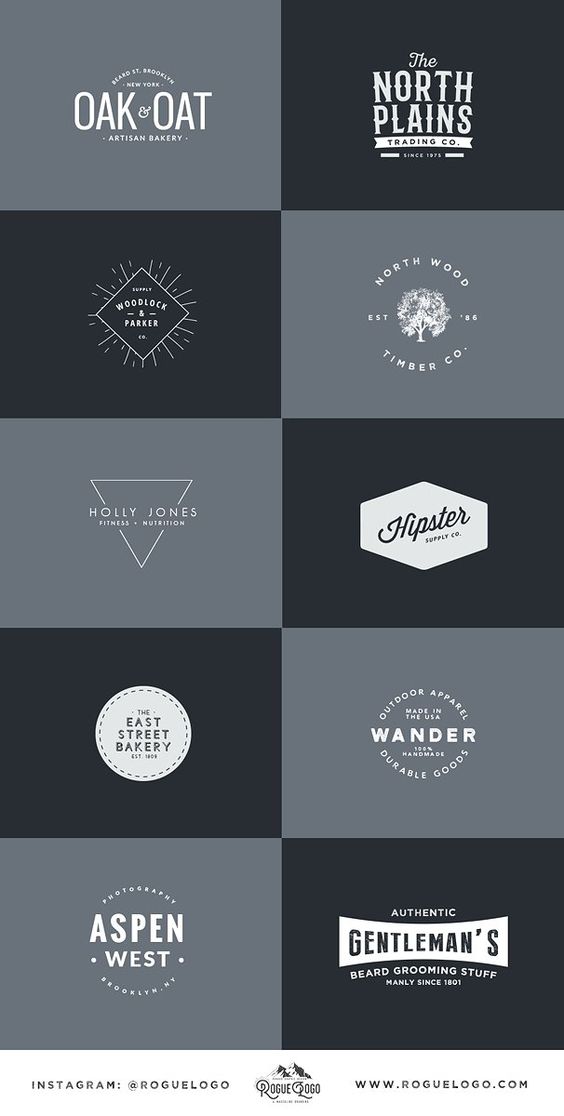 BEARD ST. BROOKLYN
· NEW YORK ·
OAK & OAT
· ARTISAN BAKERY ·
The
NORTH
PLAINS
TRADING CO.
SINCE 1975
SUPPLY
WOODLOCK
&
PARKER
CO.
NORTH WOOD
EST '86
TIMBER CO.
HOLLY JONES
FITNESS + NUTRITION
Hipster
SUPPLY CO.
· THE ·
EAST
STREET
BAKERY
EST. 1809
OUTDOOR APPAREL
MADE IN
THE USA
WANDER
100%
HANDMADE
DURABLE GOODS
PHOTOGRAPHY
ASPEN
· WEST ·
BROOKLYN, NY
AUTHENTIC
GENTLEMAN'S
BEARD GROOMING STUFF
MANLY SINCE 1801
INSTAGRAM: @ROGUELOGO
ROGUE LOGO
WWW.ROGUELOGO.COM